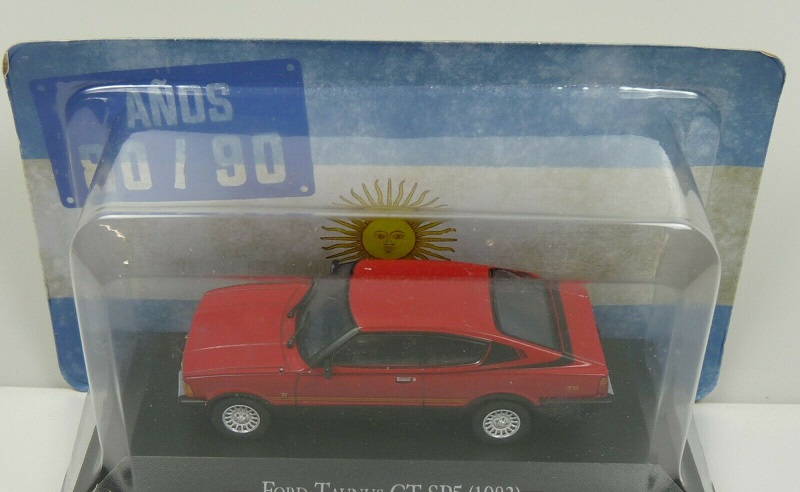 AÑOS
80 / 90
FORD TAUNUS GT SP5 (1983)